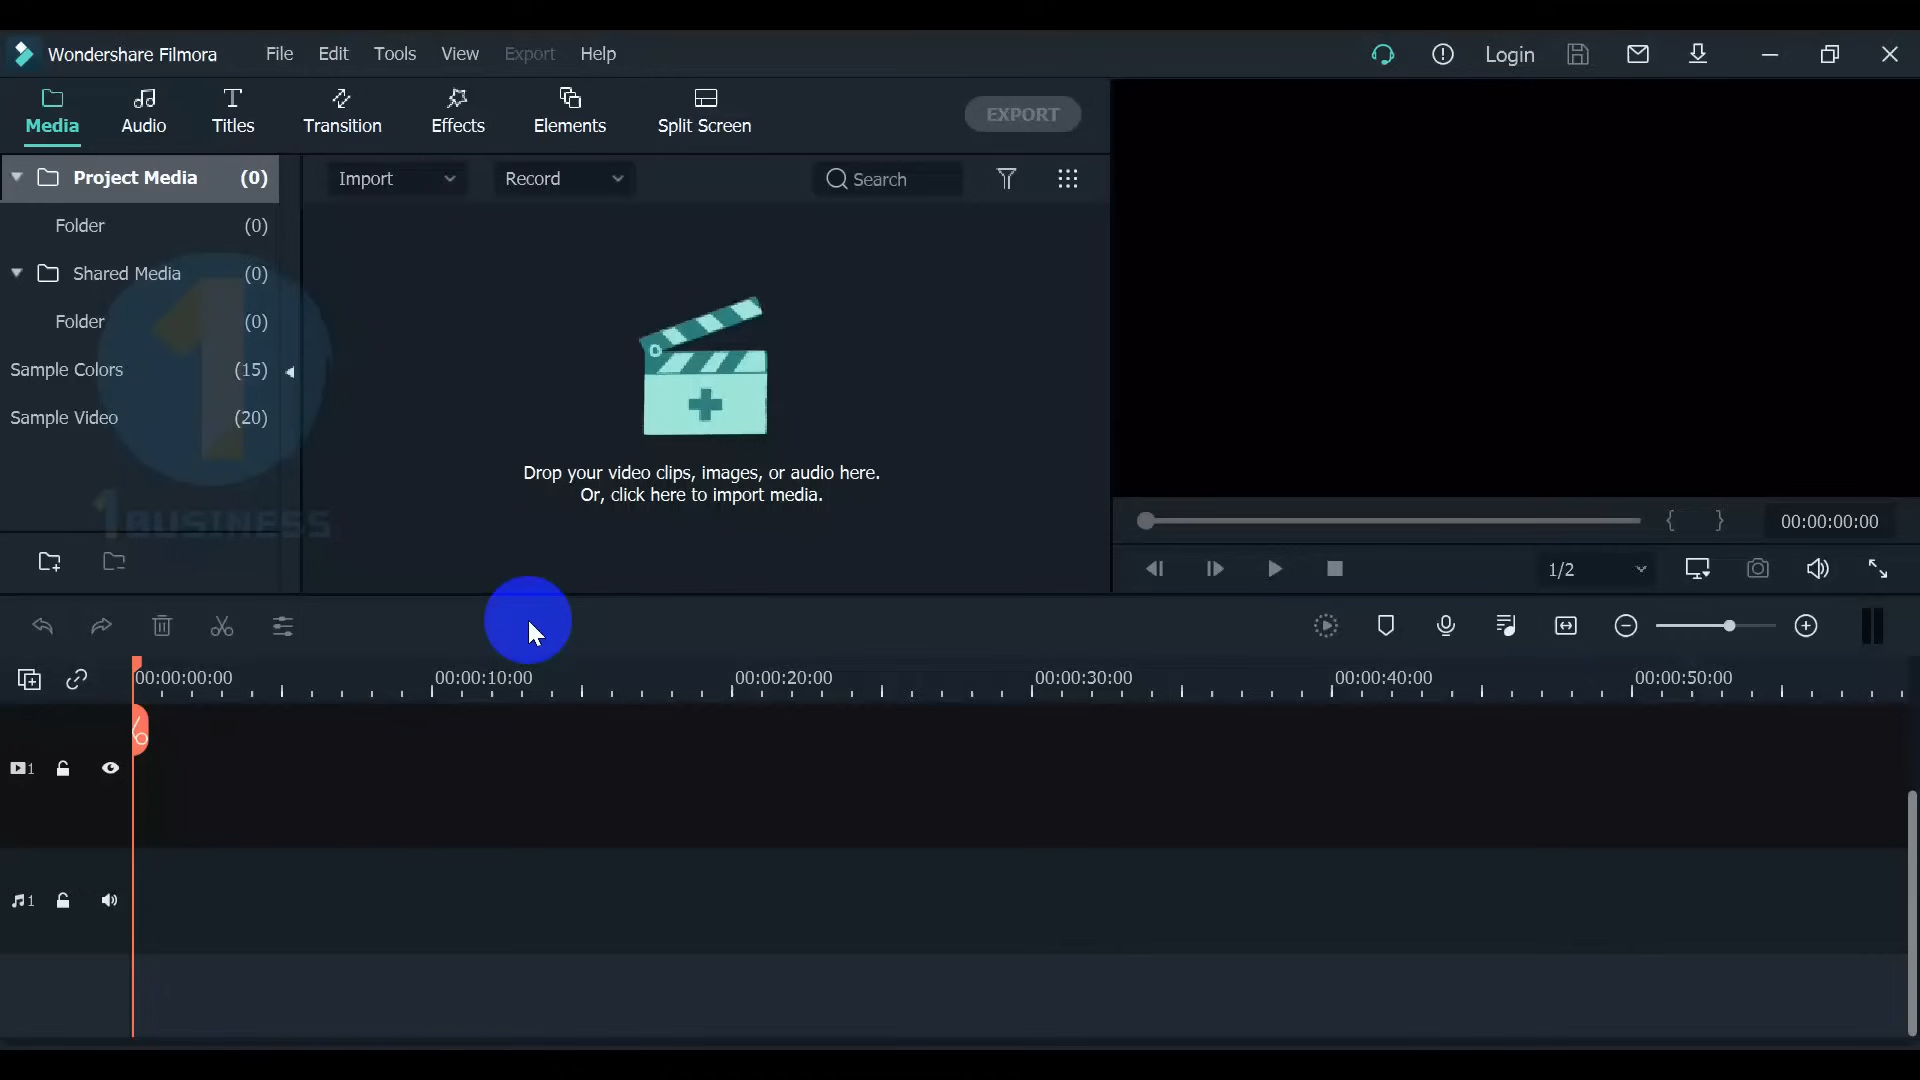 Wondershare Filmora File Edit Tools View Export Help Login
Media Audio Titles Transition Effects Elements Split Screen EXPORT
Project Media (0) Import Record Search
Folder (0)
Shared Media (0)
Folder (0)
Sample Colors (15)
Sample Video (20)
Drop your video clips, images, or audio here.
Or, click here to import media.
1BUSINESS
{ } 00:00:00:00
1/2
00:00:00:00 00:00:10:00 00:00:20:00 00:00:30:00 00:00:40:00 00:00:50:00
1
1